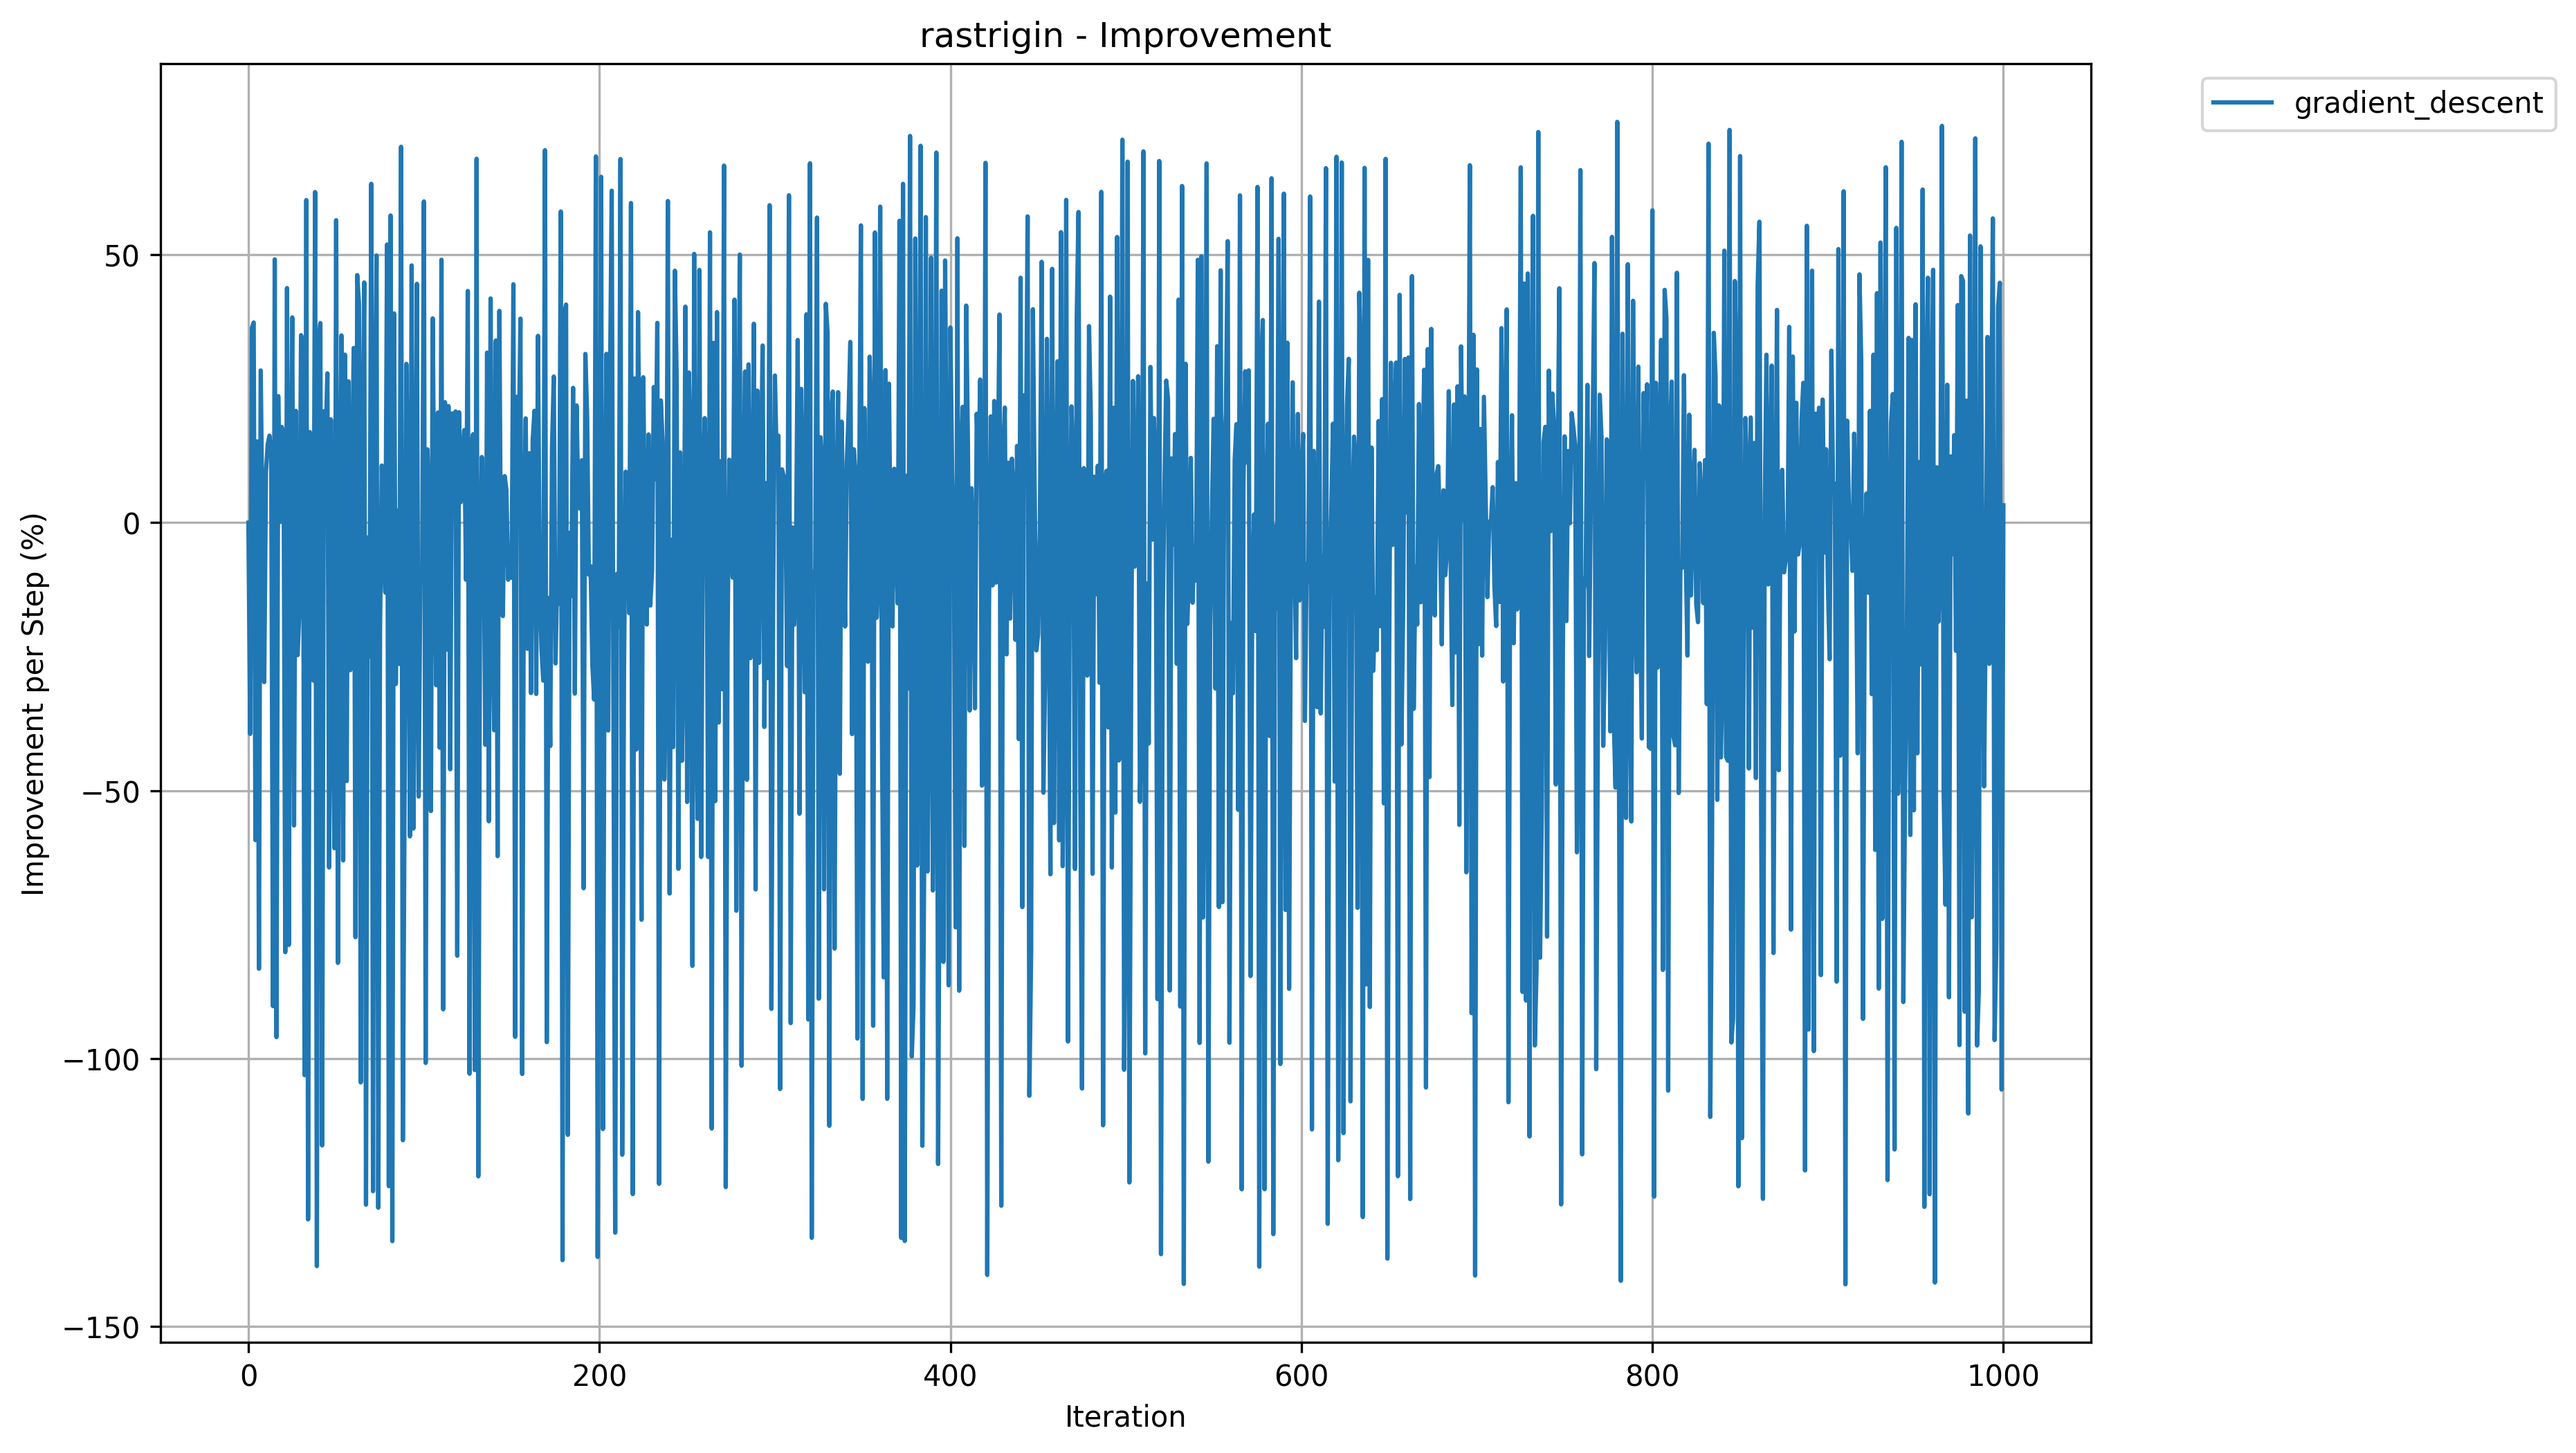 rastrigin - Improvement
gradient_descent
Improvement per Step (%)
50
0
−50
−100
−150
0
200
400
600
800
1000
Iteration